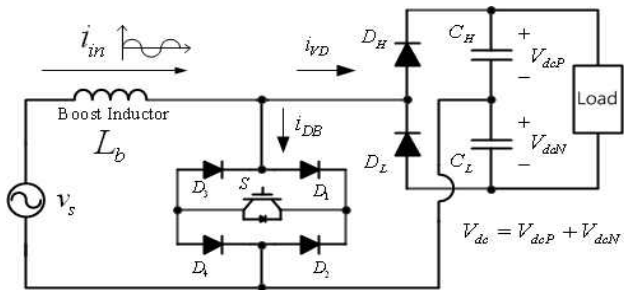 i_in
i_VD
D_H
C_H
+
V_dcP
−
Load
Boost Inductor
L_b
i_DB
D_L
C_L
+
V_dcN
−
D_3
S
D_1
v_s
V_dc = V_dcP + V_dcN
D_4
D_2